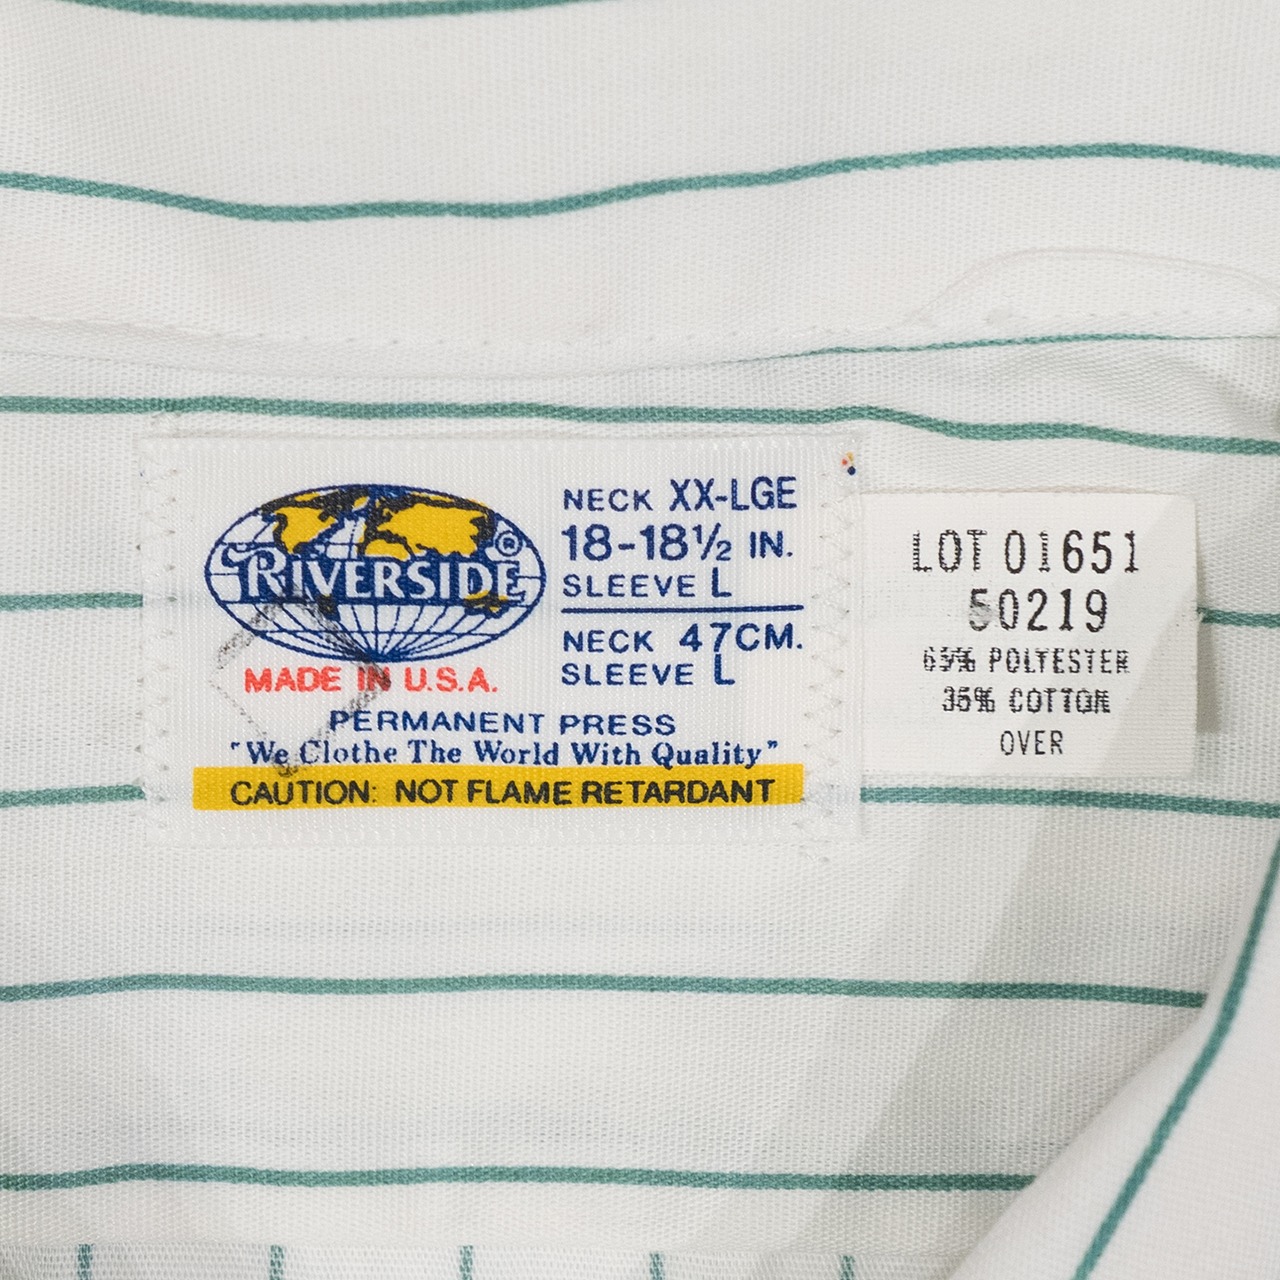 RIVERSIDE®
MADE IN U.S.A.
NECK XX-LGE
18-18½ IN.
SLEEVE L
NECK 47CM.
SLEEVE L
PERMANENT PRESS
"We Clothe The World With Quality"
CAUTION: NOT FLAME RETARDANT
LOT 01651
50219
65% POLYESTER
35% COTTON
OVER